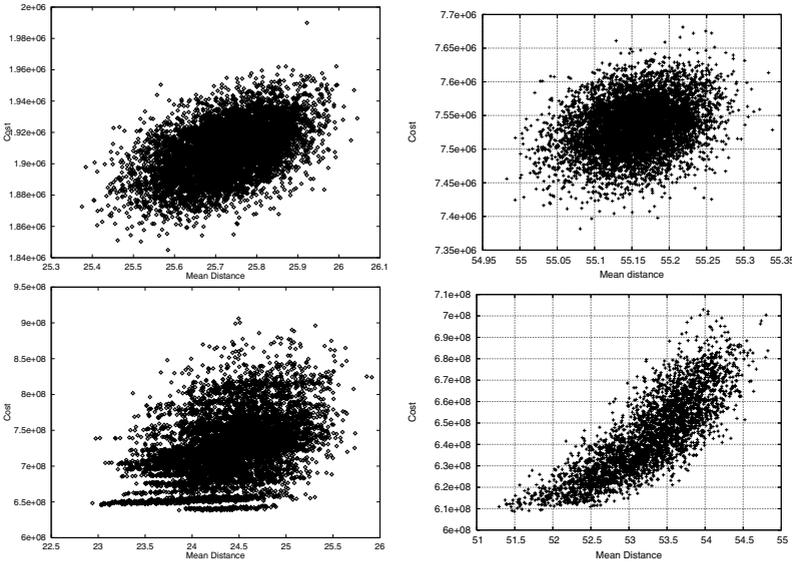 2e+06
1.98e+06
1.96e+06
1.94e+06
1.92e+06
1.9e+06
1.88e+06
1.86e+06
1.84e+06
Cost
25.3 25.4 25.5 25.6 25.7 25.8 25.9 26 26.1
Mean Distance
7.7e+06
7.65e+06
7.6e+06
7.55e+06
7.5e+06
7.45e+06
7.4e+06
7.35e+06
Cost
54.95 55 55.05 55.1 55.15 55.2 55.25 55.3 55.35
Mean distance
9.5e+08
9e+08
8.5e+08
8e+08
7.5e+08
7e+08
6.5e+08
6e+08
Cost
22.5 23 23.5 24 24.5 25 25.5 26
Mean Distance
7.1e+08
7e+08
6.9e+08
6.8e+08
6.7e+08
6.6e+08
6.5e+08
6.4e+08
6.3e+08
6.2e+08
6.1e+08
6e+08
Cost
51 51.5 52 52.5 53 53.5 54 54.5 55
Mean Distance